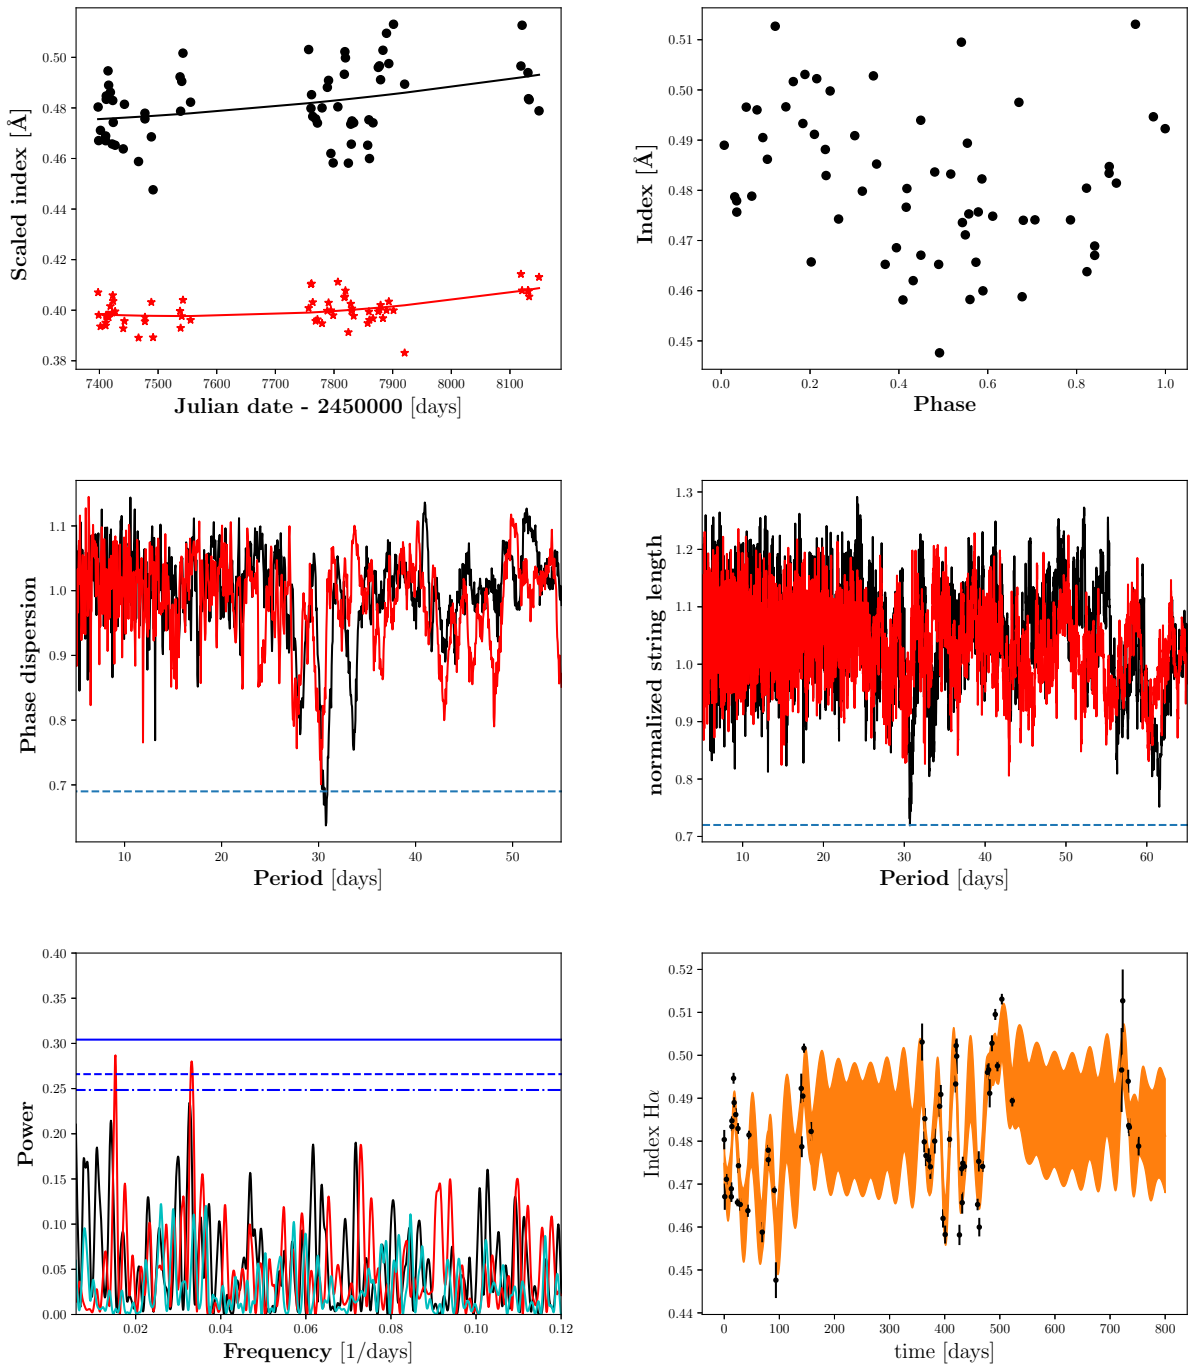 0.50
0.48
0.46
0.44
0.42
0.40
0.38
Scaled index [Å]
7400 7500 7600 7700 7800 7900 8000 8100
Julian date - 2450000 [days]
0.51
0.50
0.49
0.48
0.47
0.46
0.45
Index [Å]
0.0 0.2 0.4 0.6 0.8 1.0
Phase
1.1
1.0
0.9
0.8
0.7
Phase dispersion
10 20 30 40 50
Period [days]
1.3
1.2
1.1
1.0
0.9
0.8
0.7
normalized string length
10 20 30 40 50 60
Period [days]
0.40
0.35
0.30
0.25
0.20
0.15
0.10
0.05
0.00
Power
0.02 0.04 0.06 0.08 0.10 0.12
Frequency [1/days]
0.52
0.51
0.50
0.49
0.48
0.47
0.46
0.45
0.44
Index Hα
0 100 200 300 400 500 600 700 800
time [days]